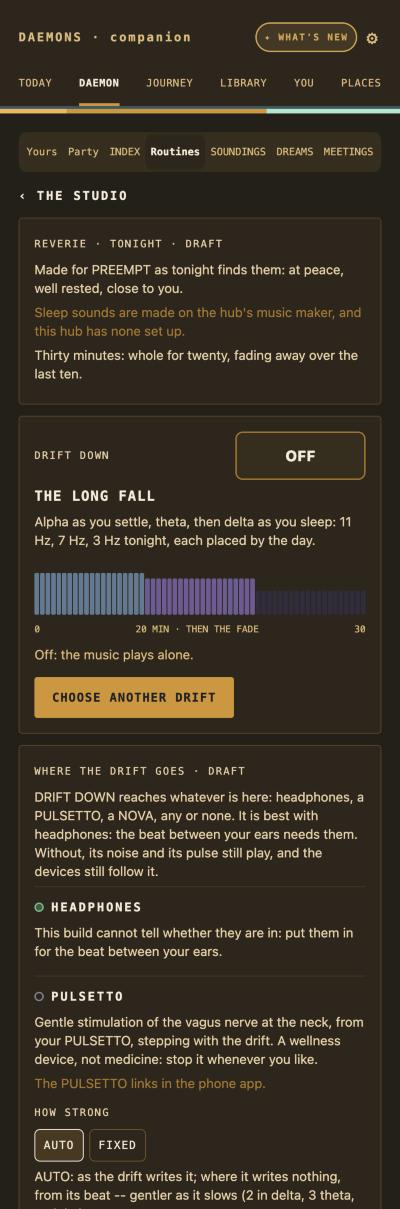 DAEMONS · companion
✦ WHAT'S NEW
TODAY DAEMON JOURNEY LIBRARY YOU PLACES
Yours Party INDEX Routines SOUNDINGS DREAMS MEETINGS
‹ THE STUDIO
REVERIE · TONIGHT · DRAFT
Made for PREEMPT as tonight finds them: at peace,
well rested, close to you.
Sleep sounds are made on the hub's music maker, and
this hub has none set up.
Thirty minutes: whole for twenty, fading away over the
last ten.
DRIFT DOWN
OFF
THE LONG FALL
Alpha as you settle, theta, then delta as you sleep: 11
Hz, 7 Hz, 3 Hz tonight, each placed by the day.
0 20 MIN · THEN THE FADE 30
Off: the music plays alone.
CHOOSE ANOTHER DRIFT
WHERE THE DRIFT GOES · DRAFT
DRIFT DOWN reaches whatever is here: headphones, a
PULSETTO, a NOVA, any or none. It is best with
headphones: the beat between your ears needs them.
Without, its noise and its pulse still play, and the
devices still follow it.
HEADPHONES
This build cannot tell whether they are in: put them in
for the beat between your ears.
PULSETTO
Gentle stimulation of the vagus nerve at the neck, from
your PULSETTO, stepping with the drift. A wellness
device, not medicine: stop it whenever you like.
The PULSETTO links in the phone app.
HOW STRONG
AUTO FIXED
AUTO: as the drift writes it; where it writes nothing,
from its beat -- gentler as it slows (2 in delta, 3 theta,